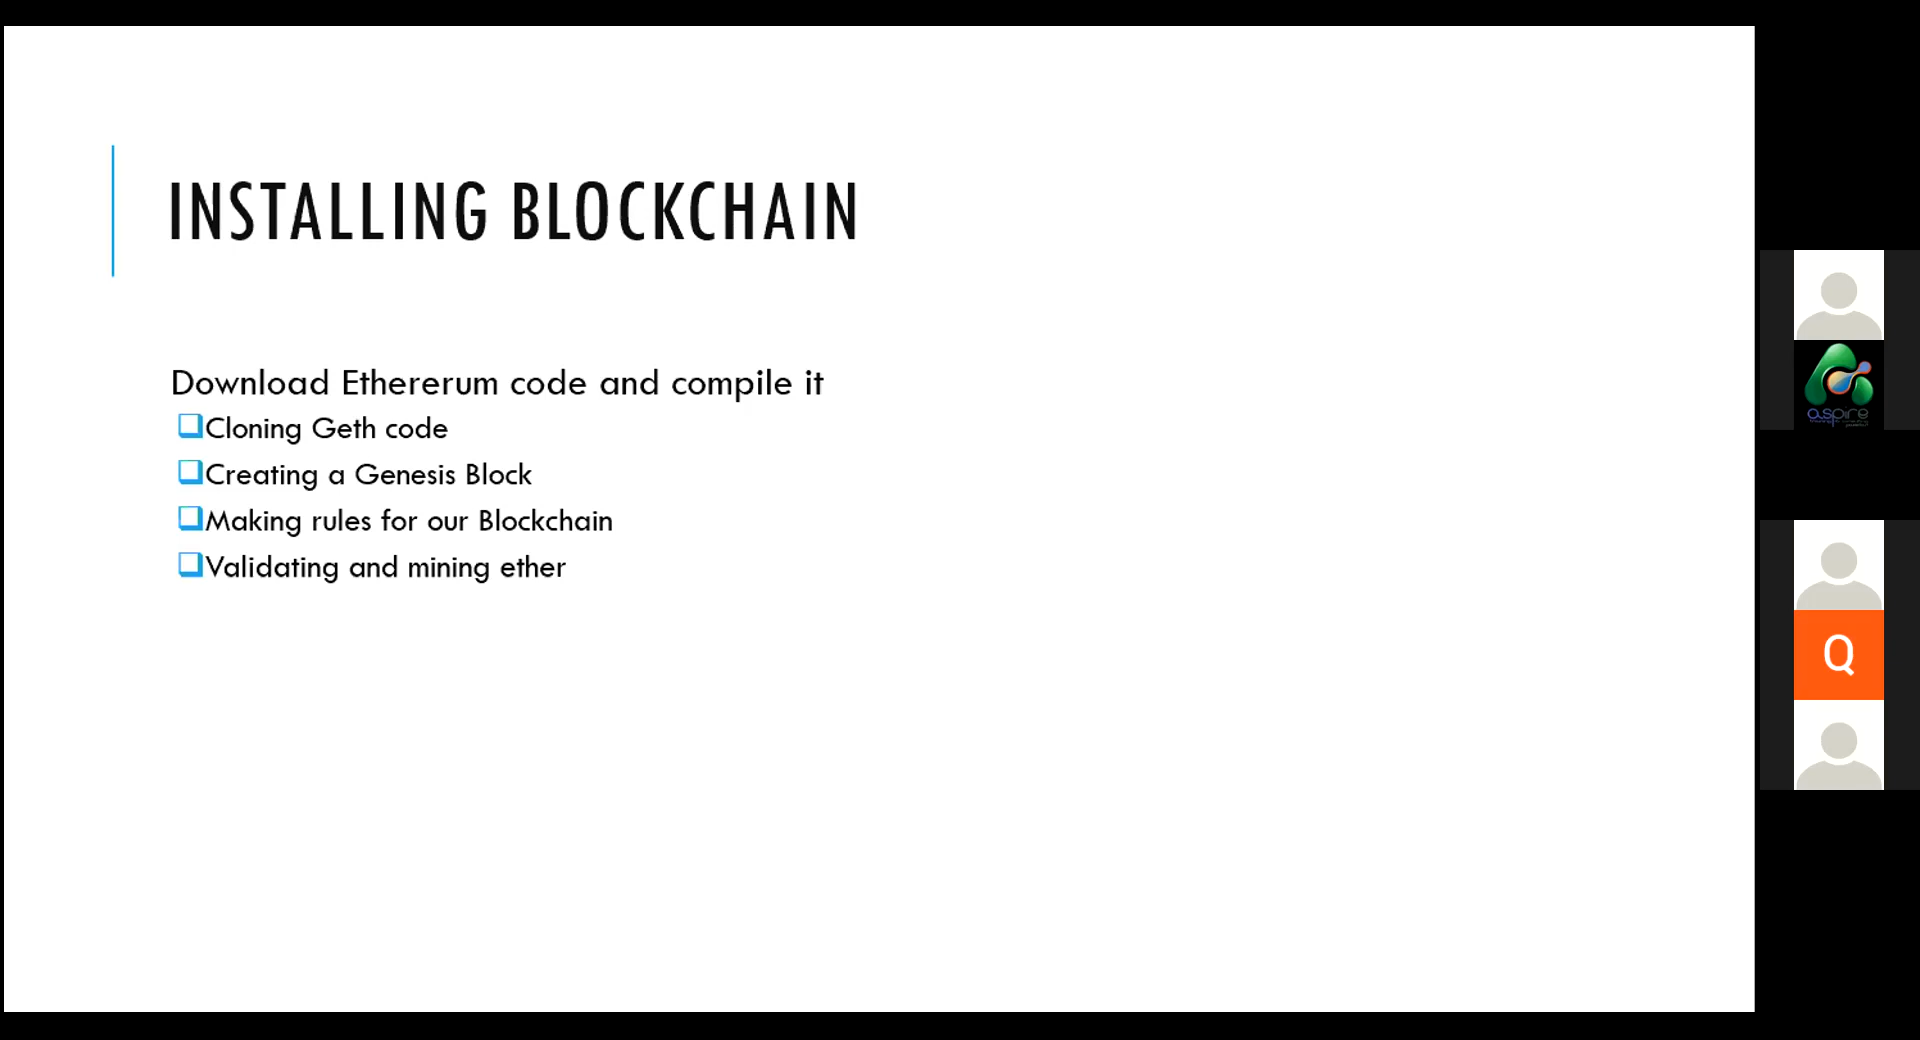 INSTALLING BLOCKCHAIN
Download Ethererum code and compile it
Cloning Geth code
Creating a Genesis Block
Making rules for our Blockchain
Validating and mining ether
aspire
Q